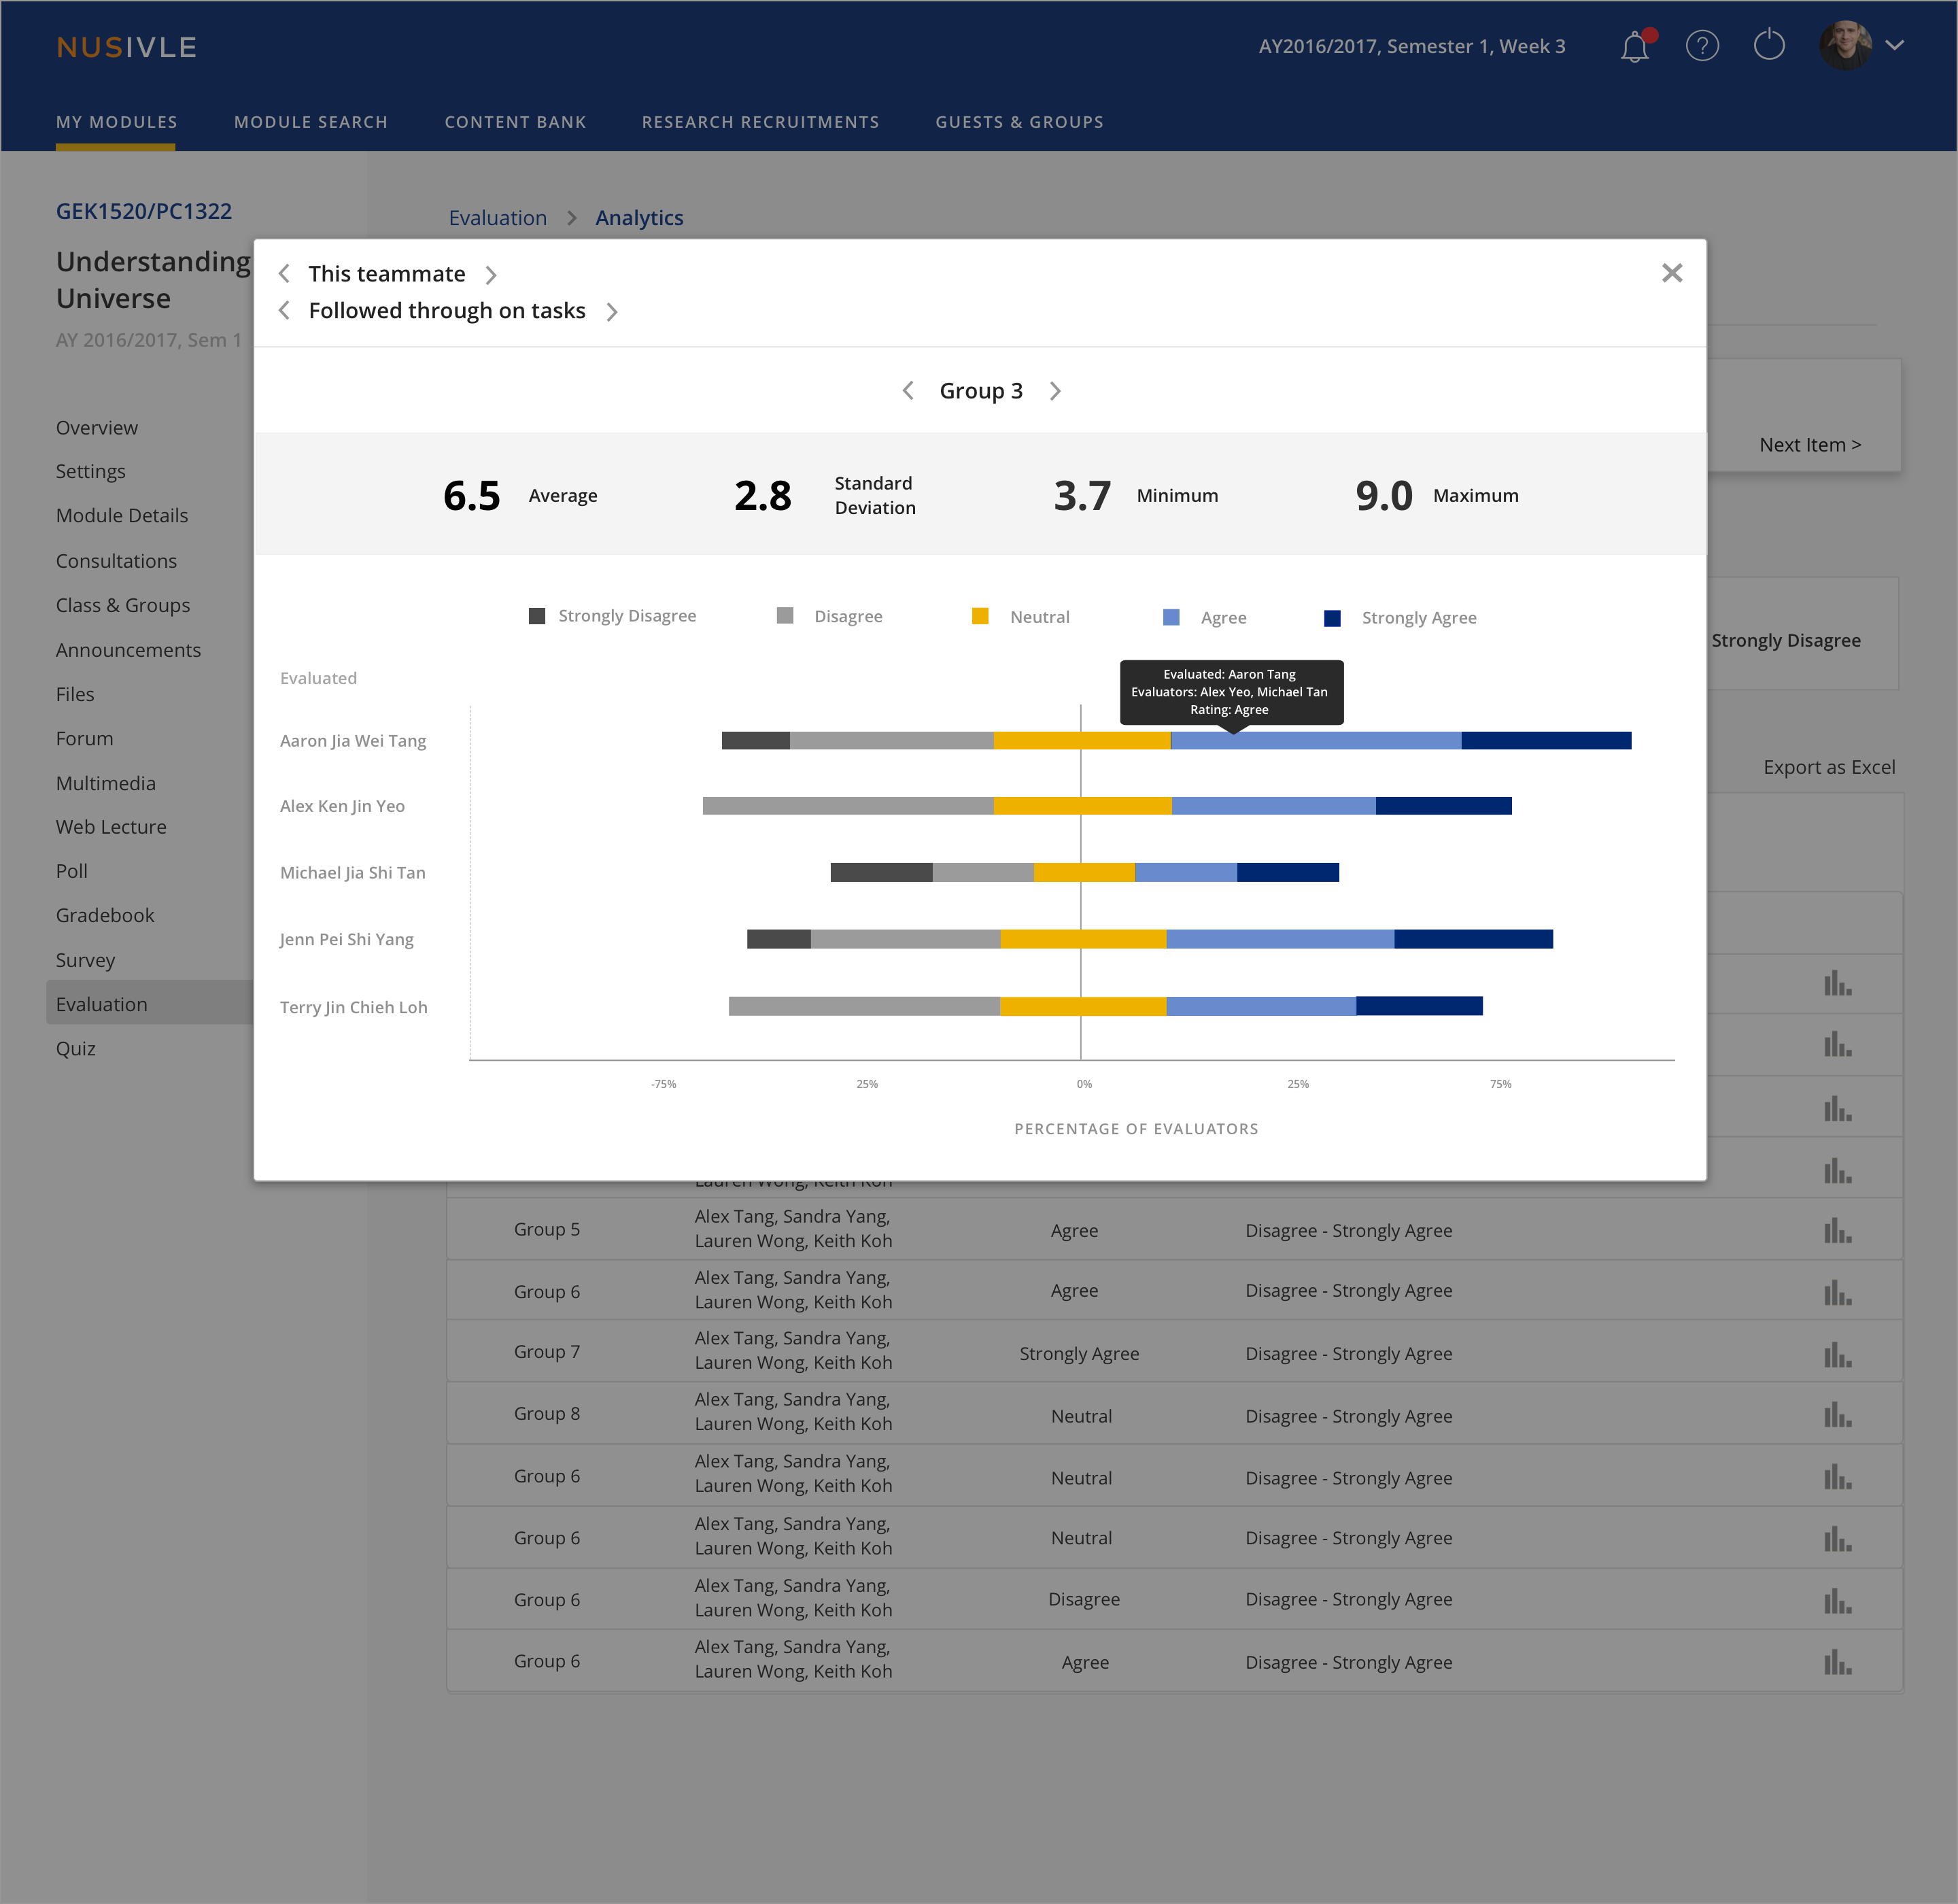 NUSIVLE
AY2016/2017, Semester 1, Week 3
?
MY MODULES
MODULE SEARCH
CONTENT BANK
RESEARCH RECRUITMENTS
GUESTS & GROUPS
GEK1520/PC1322
Understanding
Universe
AY 2016/2017, Sem 1
Overview
Settings
Module Details
Consultations
Class & Groups
Announcements
Files
Forum
Multimedia
Web Lecture
Poll
Gradebook
Survey
Evaluation
Quiz
Evaluation > Analytics
Next Item >
Strongly Disagree
Export as Excel
This teammate
Followed through on tasks
Group 3
6.5 Average
2.8 Standard
Deviation
3.7 Minimum
9.0 Maximum
Strongly Disagree
Disagree
Neutral
Agree
Strongly Agree
Evaluated
Evaluated: Aaron Tang
Evaluators: Alex Yeo, Michael Tan
Rating: Agree
Aaron Jia Wei Tang
Alex Ken Jin Yeo
Michael Jia Shi Tan
Jenn Pei Shi Yang
Terry Jin Chieh Loh
-75% 25% 0% 25% 75%
PERCENTAGE OF EVALUATORS
Lauren Wong, Keith Koh
Group 5
Alex Tang, Sandra Yang,
Lauren Wong, Keith Koh
Agree
Disagree - Strongly Agree
Group 6
Alex Tang, Sandra Yang,
Lauren Wong, Keith Koh
Agree
Disagree - Strongly Agree
Group 7
Alex Tang, Sandra Yang,
Lauren Wong, Keith Koh
Strongly Agree
Disagree - Strongly Agree
Group 8
Alex Tang, Sandra Yang,
Lauren Wong, Keith Koh
Neutral
Disagree - Strongly Agree
Group 6
Alex Tang, Sandra Yang,
Lauren Wong, Keith Koh
Neutral
Disagree - Strongly Agree
Group 6
Alex Tang, Sandra Yang,
Lauren Wong, Keith Koh
Neutral
Disagree - Strongly Agree
Group 6
Alex Tang, Sandra Yang,
Lauren Wong, Keith Koh
Disagree
Disagree - Strongly Agree
Group 6
Alex Tang, Sandra Yang,
Lauren Wong, Keith Koh
Agree
Disagree - Strongly Agree